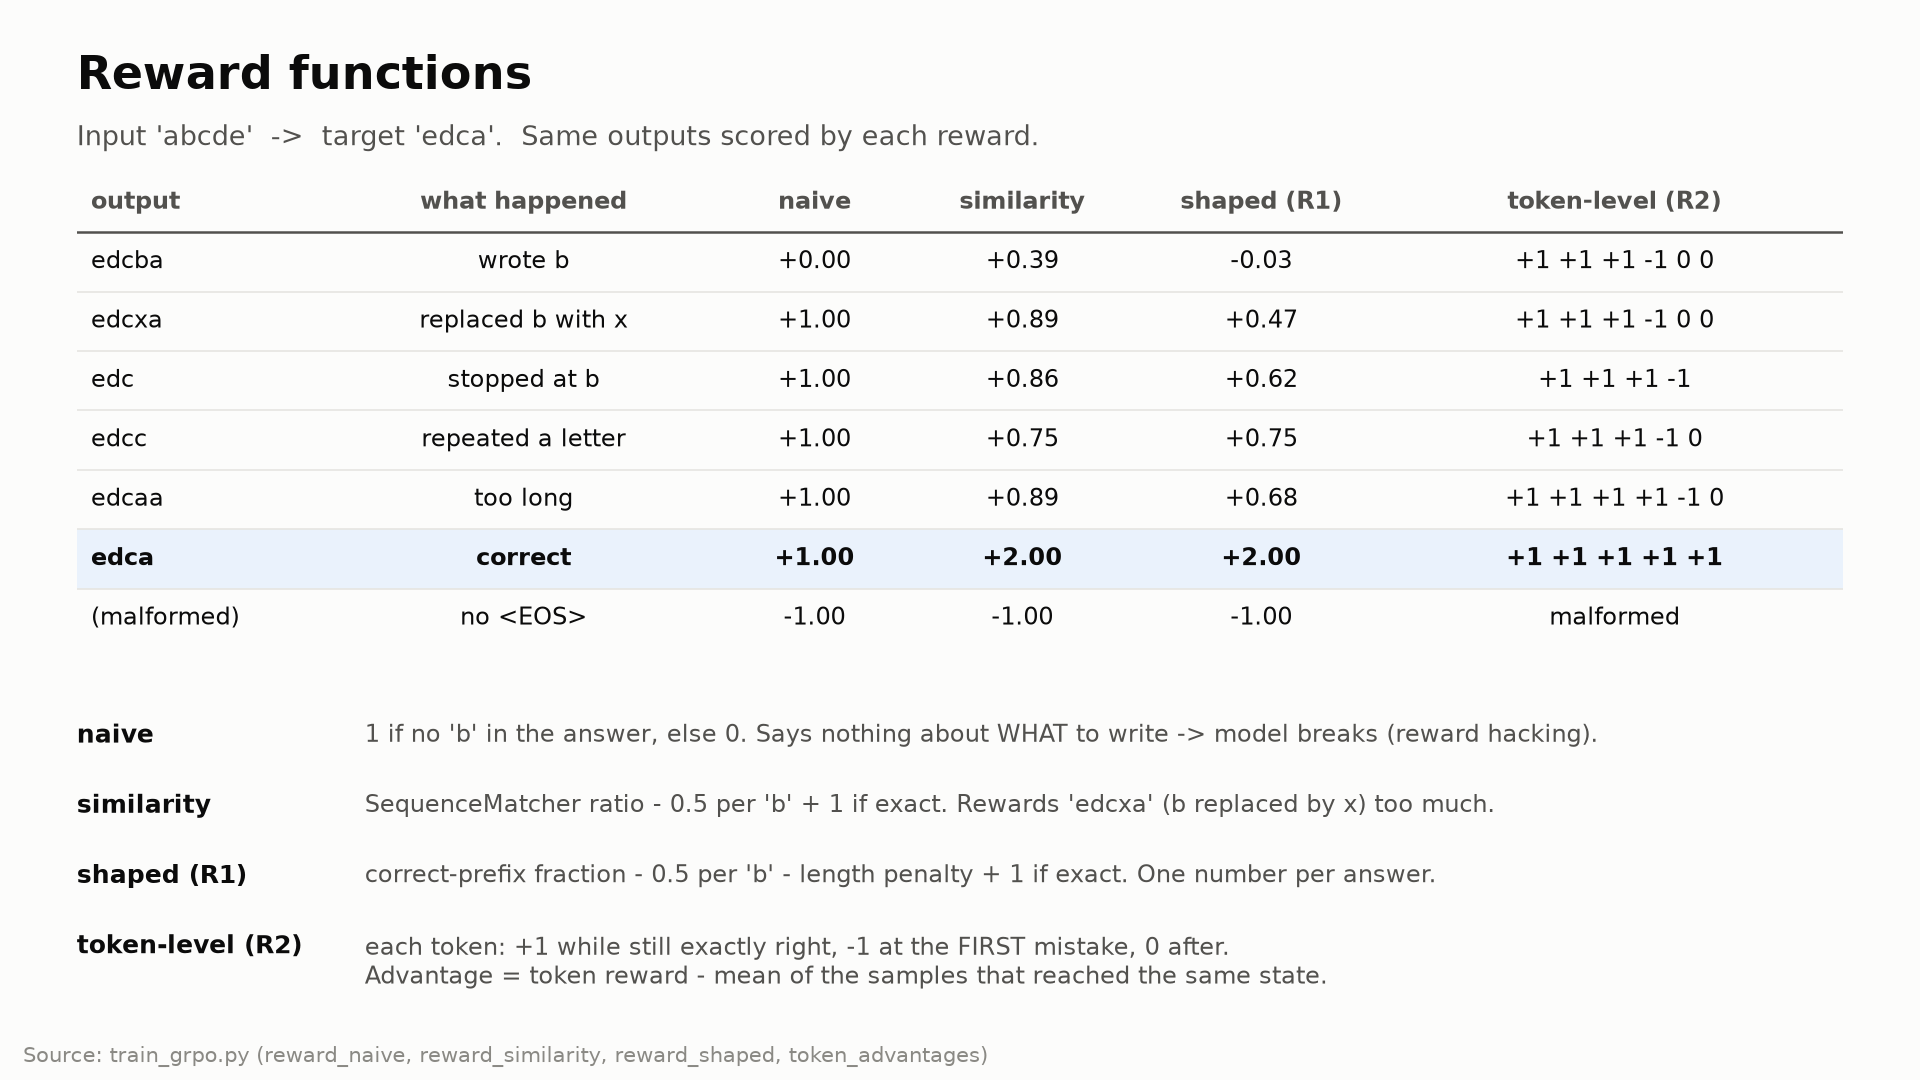 Reward functions
Input 'abcde'  ->  target 'edca'.  Same outputs scored by each reward.
output what happened naive similarity shaped (R1) token-level (R2)
edcba wrote b +0.00 +0.39 -0.03 +1 +1 +1 -1 0 0
edcxa replaced b with x +1.00 +0.89 +0.47 +1 +1 +1 -1 0 0
edc stopped at b +1.00 +0.86 +0.62 +1 +1 +1 -1
edcc repeated a letter +1.00 +0.75 +0.75 +1 +1 +1 -1 0
edcaa too long +1.00 +0.89 +0.68 +1 +1 +1 +1 -1 0
edca correct +1.00 +2.00 +2.00 +1 +1 +1 +1 +1
(malformed) no <EOS> -1.00 -1.00 -1.00 malformed
naive 1 if no 'b' in the answer, else 0. Says nothing about WHAT to write -> model breaks (reward hacking).
similarity SequenceMatcher ratio - 0.5 per 'b' + 1 if exact. Rewards 'edcxa' (b replaced by x) too much.
shaped (R1) correct-prefix fraction - 0.5 per 'b' - length penalty + 1 if exact. One number per answer.
token-level (R2) each token: +1 while still exactly right, -1 at the FIRST mistake, 0 after.
Advantage = token reward - mean of the samples that reached the same state.
Source: train_grpo.py (reward_naive, reward_similarity, reward_shaped, token_advantages)